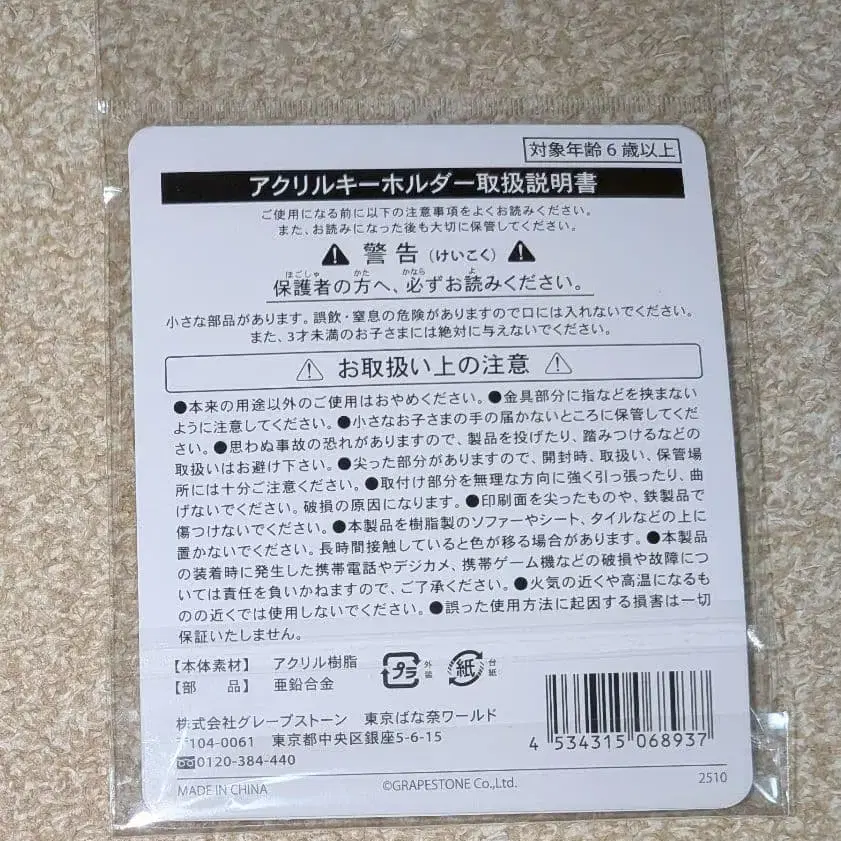 対象年齢6歳以上
アクリルキーホルダー取扱説明書
ご使用になる前に以下の注意事項をよくお読みください。
また、お読みになった後も大切に保管してください。
警告(けいこく)
ほごしゃ かた かなら よ
保護者の方へ、必ずお読みください。
小さな部品があります。誤飲・窒息の危険がありますので口には入れないでください。
また、3才未満のお子さまには絶対に与えないでください。
お取扱い上の注意
●本来の用途以外のご使用はおやめください。●金具部分に指などを挟まない
ように注意してください。●小さなお子さまの手の届かないところに保管してくだ
さい。●思わぬ事故の恐れがありますので、製品を投げたり、踏みつけるなどの
取扱いはお避け下さい。●尖った部分がありますので、開封時、取扱い、保管場
所には十分ご注意ください。●取付け部分を無理な方向に強く引っ張ったり、曲
げないでください。破損の原因になります。●印刷面を尖ったものや、鉄製品で
傷つけないでください。●本製品を樹脂製のソファーやシート、タイルなどの上に
置かないでください。長時間接触していると色が移る場合があります。●本製品
の装着時に発生した携帯電話やデジカメ、携帯ゲーム機などの破損や故障につ
いては責任を負いかねますので、ご了承ください。●火気の近くや高温になるも
のの近くでは使用しないでください。●誤った使用方法に起因する損害は一切
保証いたしません。
【本体素材】 アクリル樹脂
【部 品】 亜鉛合金
プラ 外装
紙 台紙
株式会社グレープストーン 東京ばな奈ワールド
〒104-0061 東京都中央区銀座5-6-15
0120-384-440
4 534315 068937
MADE IN CHINA ©GRAPESTONE Co.,Ltd. 2510